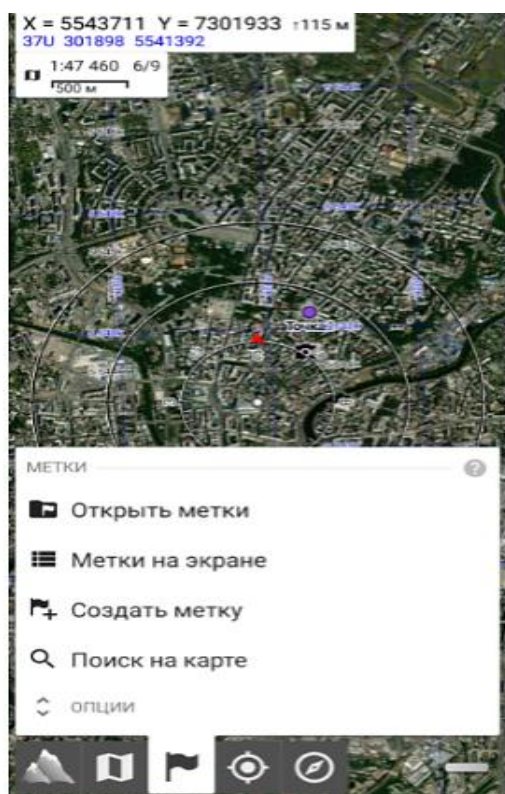 X = 5543711 Y = 7301933 ↑115 м
37U 301898 5541392
1:47 460 6/9
500 м
Точка
МЕТКИ
Открыть метки
Метки на экране
Создать метку
Поиск на карте
ОПЦИИ